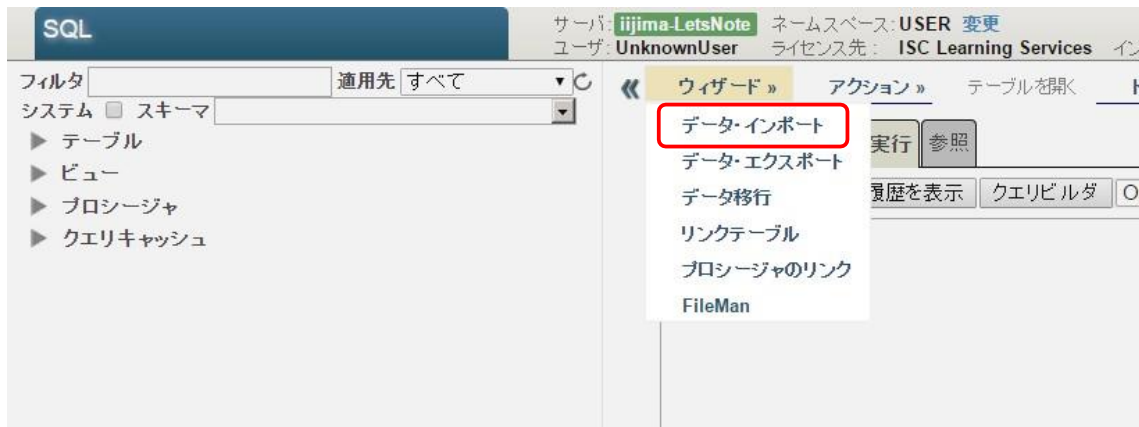 SQL
サーバ: iijima-LetsNote ネームスペース: USER 変更
ユーザ: UnknownUser ライセンス先: ISC Learning Services
フィルタ 適用先 すべて
システム スキーマ
テーブル
ビュー
プロシージャ
クエリキャッシュ
« ウィザード » アクション » テーブルを開く
データ・インポート
データ・エクスポート
データ移行
リンクテーブル
プロシージャのリンク
FileMan
実行 参照
履歴を表示 クエリビルダ